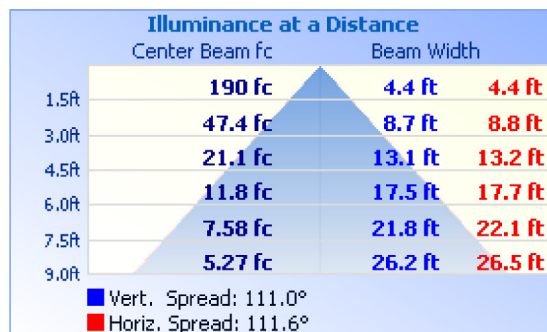 Illuminance at a Distance
Center Beam fc Beam Width
1.5ft 190 fc 4.4 ft 4.4 ft
3.0ft 47.4 fc 8.7 ft 8.8 ft
4.5ft 21.1 fc 13.1 ft 13.2 ft
6.0ft 11.8 fc 17.5 ft 17.7 ft
7.5ft 7.58 fc 21.8 ft 22.1 ft
9.0ft 5.27 fc 26.2 ft 26.5 ft
Vert. Spread: 111.0°
Horiz. Spread: 111.6°